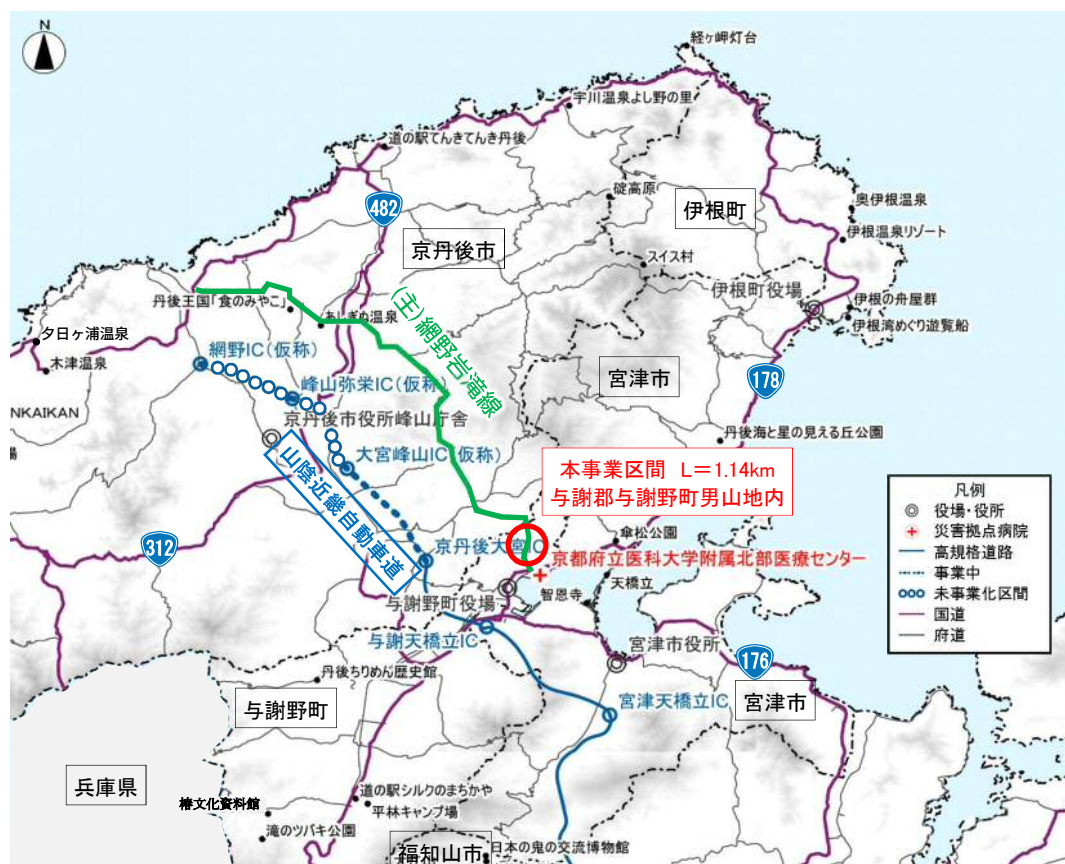 N
経ヶ岬灯台
宇川温泉よし野の里
道の駅てんきてんき丹後
碇高原
伊根町
奥伊根温泉
482
京丹後市
伊根温泉リゾート
スイス村
伊根町役場
伊根の舟屋群
伊根湾めぐり遊覧船
丹後王国「食のみやこ」
あしぎぬ温泉
(主)網野岩滝線
夕日ヶ浦温泉
木津温泉
網野IC(仮称)
宮津市
178
峰山弥栄IC(仮称)
NKAIKAN
場
京丹後市役所峰山庁舎
丹後海と星の見える丘公園
大宮峰山IC(仮称)
山陰近畿自動車道
本事業区間 L=1.14km
与謝郡与謝野町男山地内
凡例
役場・役所
災害拠点病院
高規格道路
事業中
未事業化区間
国道
府道
312
京丹後大宮IC
傘松公園
京都府立医科大学附属北部医療センター
天橋立
与謝野町役場
智恩寺
与謝天橋立IC
宮津市役所
176
丹後ちりめん歴史館
与謝野町
宮津天橋立IC
宮津市
兵庫県
道の駅シルクのまちかや
椿文化資料館
平林キャンプ場
滝のツバキ公園
福知山市
日本の鬼の交流博物館